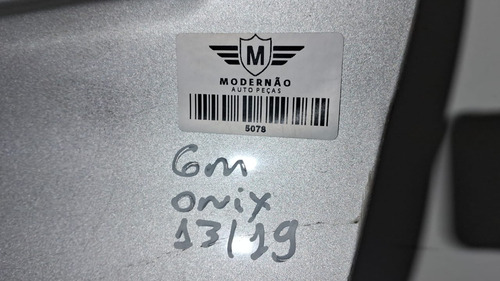 M
MODERNÃO
AUTO PEÇAS
5078
GM
onix
13/19